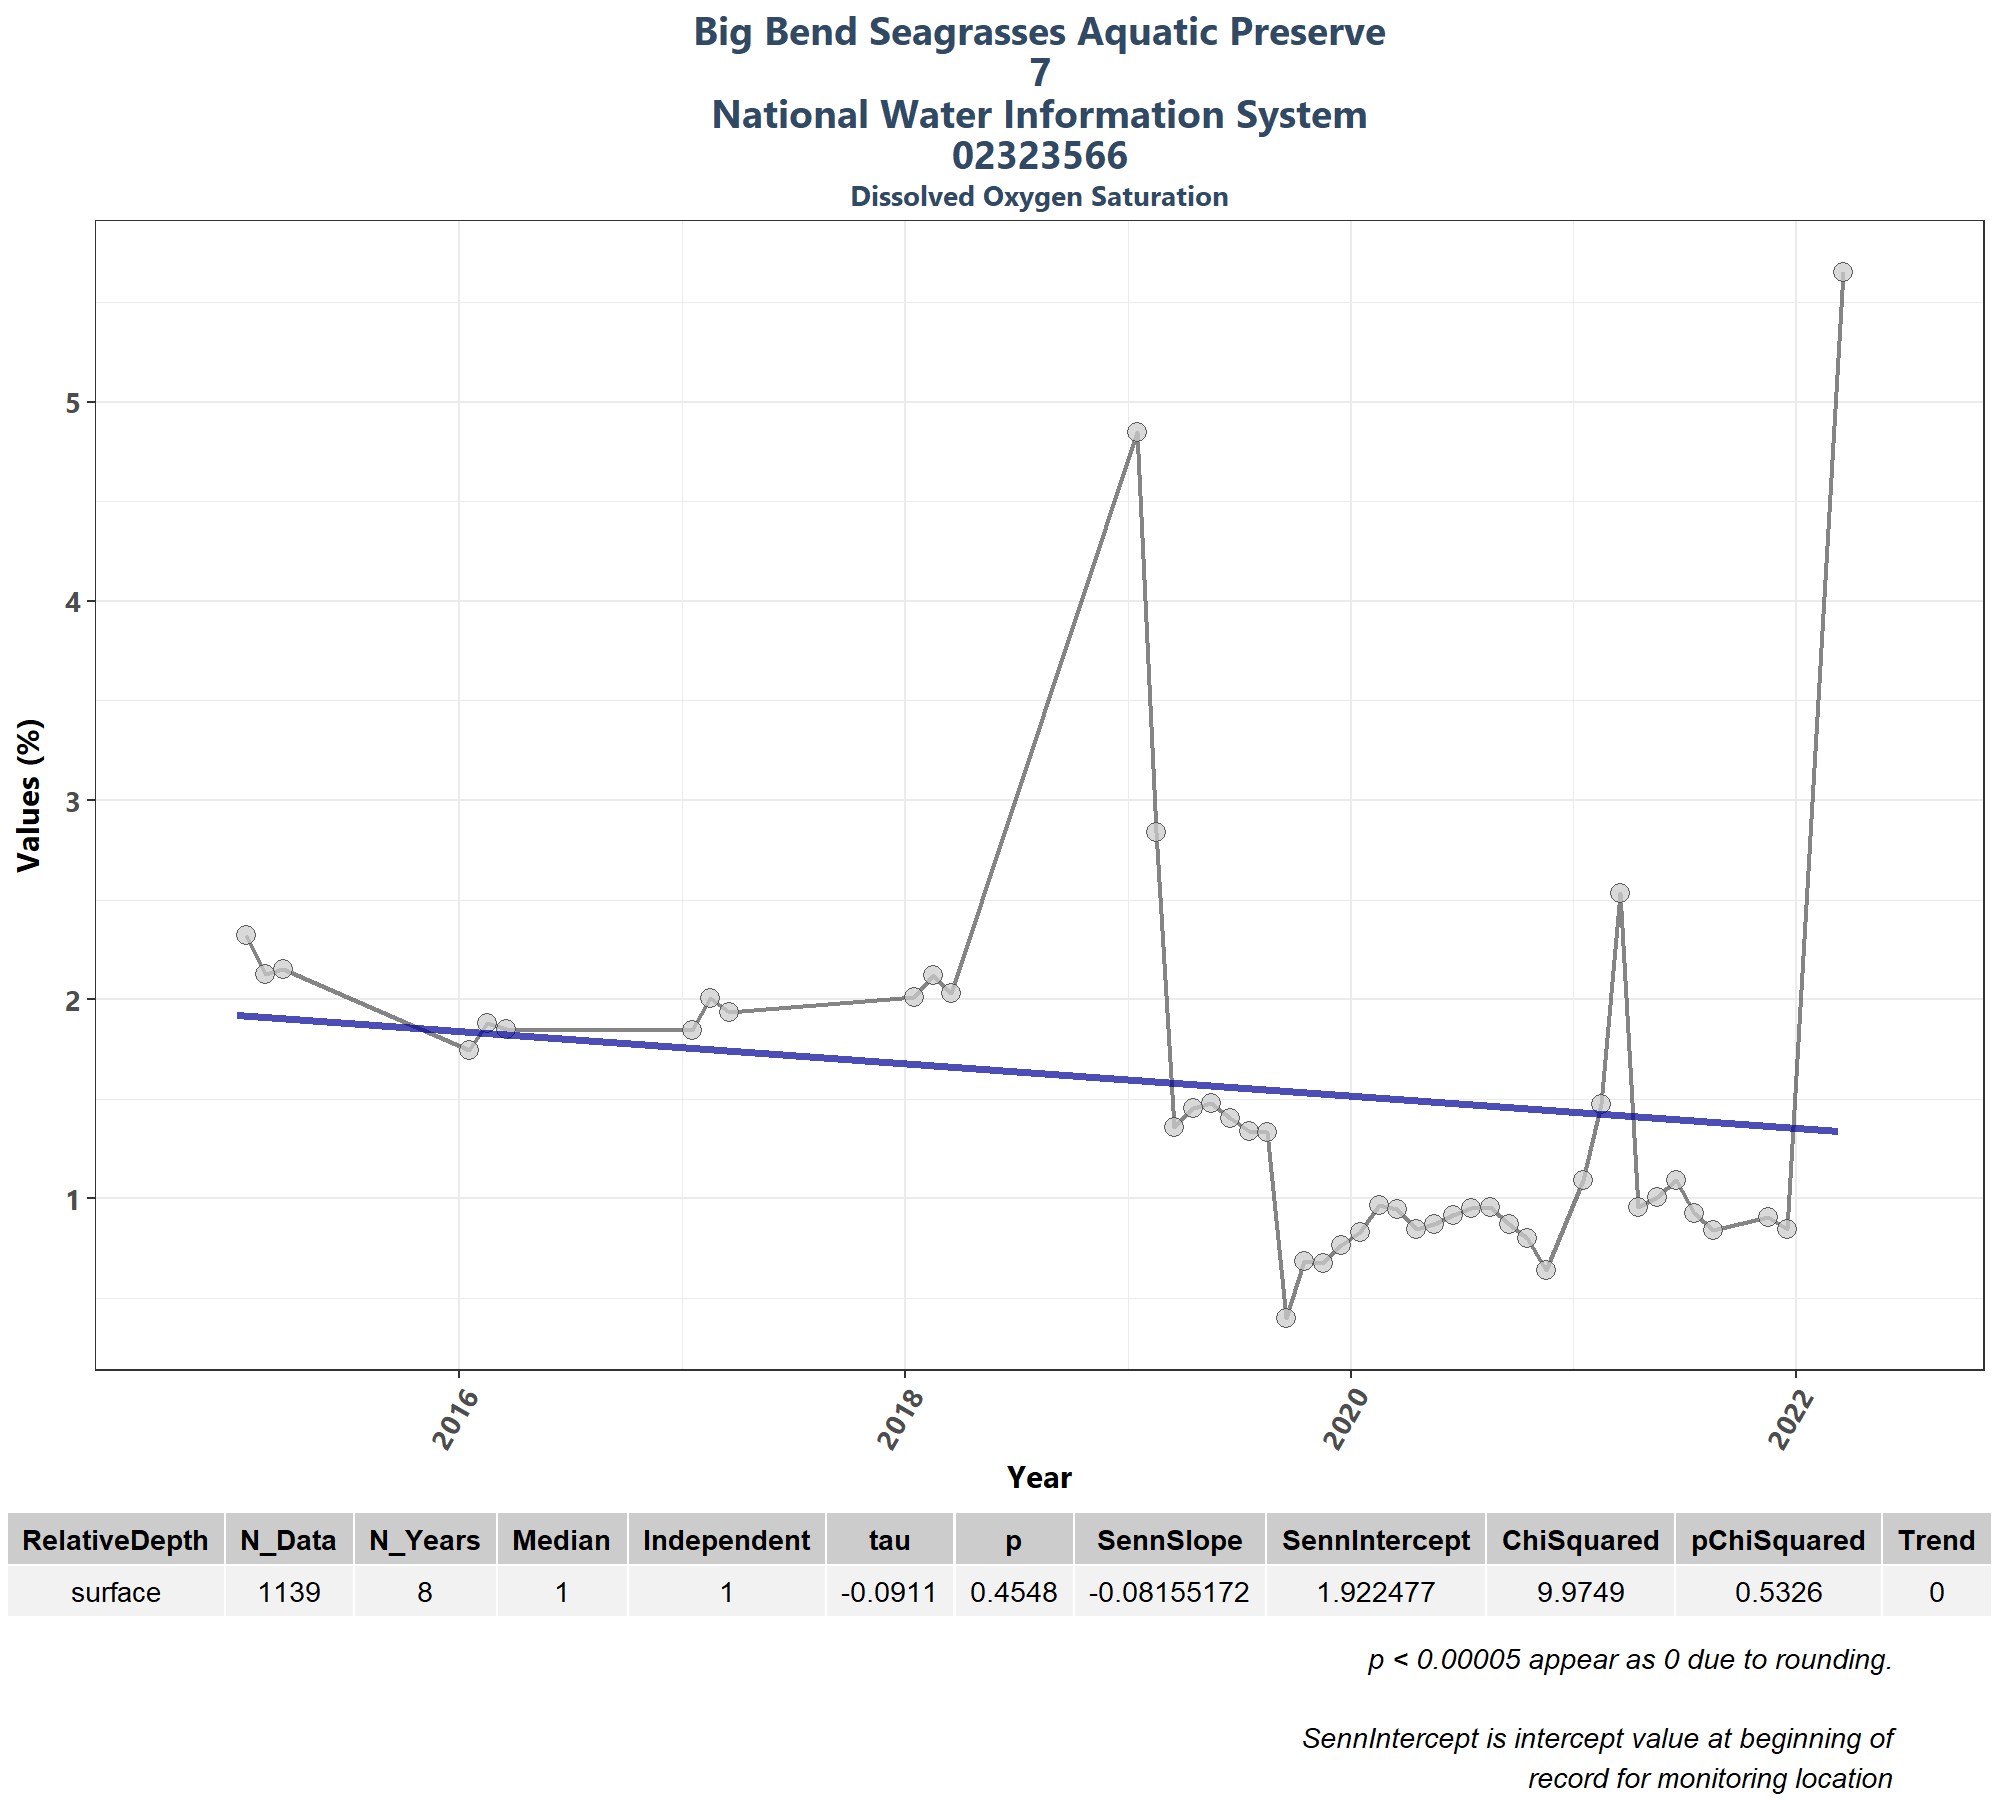 Big Bend Seagrasses Aquatic Preserve
7
National Water Information System
02323566
Dissolved Oxygen Saturation
Values (%)
5
4
3
2
1
2016 2018 2020 2022
Year
RelativeDepth N_Data N_Years Median Independent tau p SennSlope SennIntercept ChiSquared pChiSquared Trend
surface 1139 8 1 1 -0.0911 0.4548 -0.08155172 1.922477 9.9749 0.5326 0
p < 0.00005 appear as 0 due to rounding.
SennIntercept is intercept value at beginning of
record for monitoring location